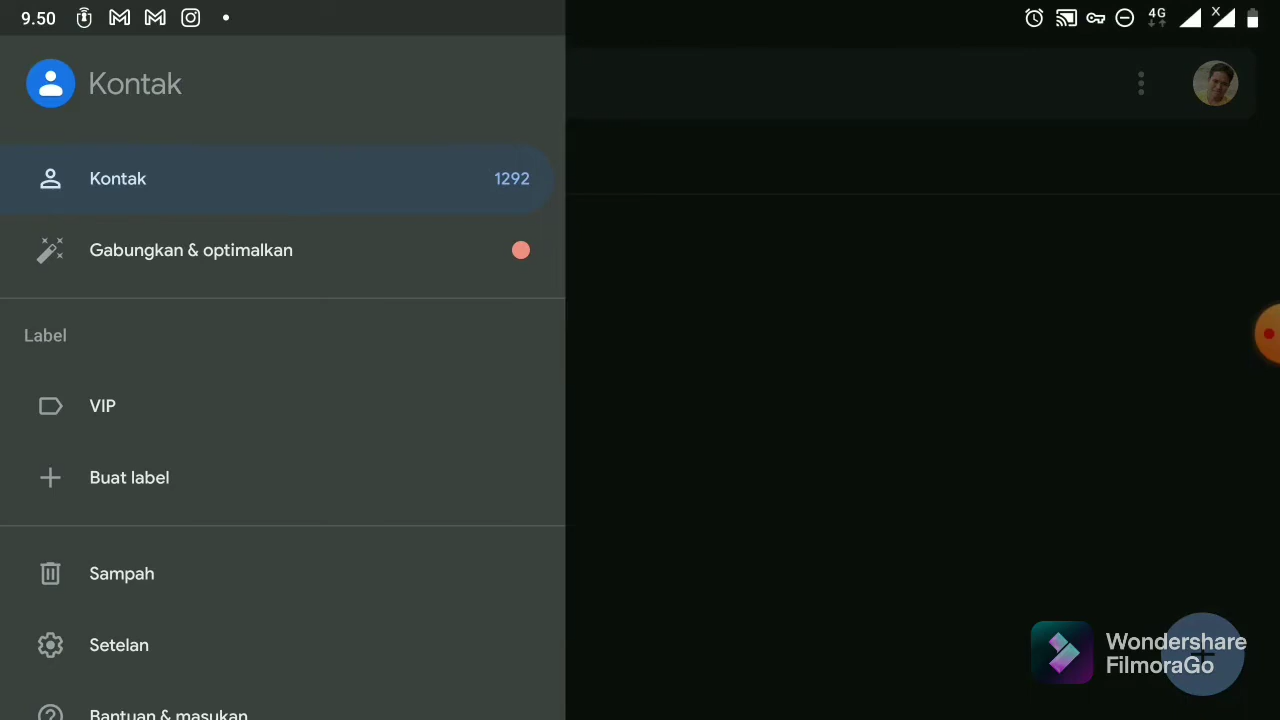 9.50
4G
X
Kontak
Kontak 1292
Gabungkan & optimalkan
Label
VIP
Buat label
Sampah
Setelan
Bantuan & masukan
Wondershare
FilmoraGo